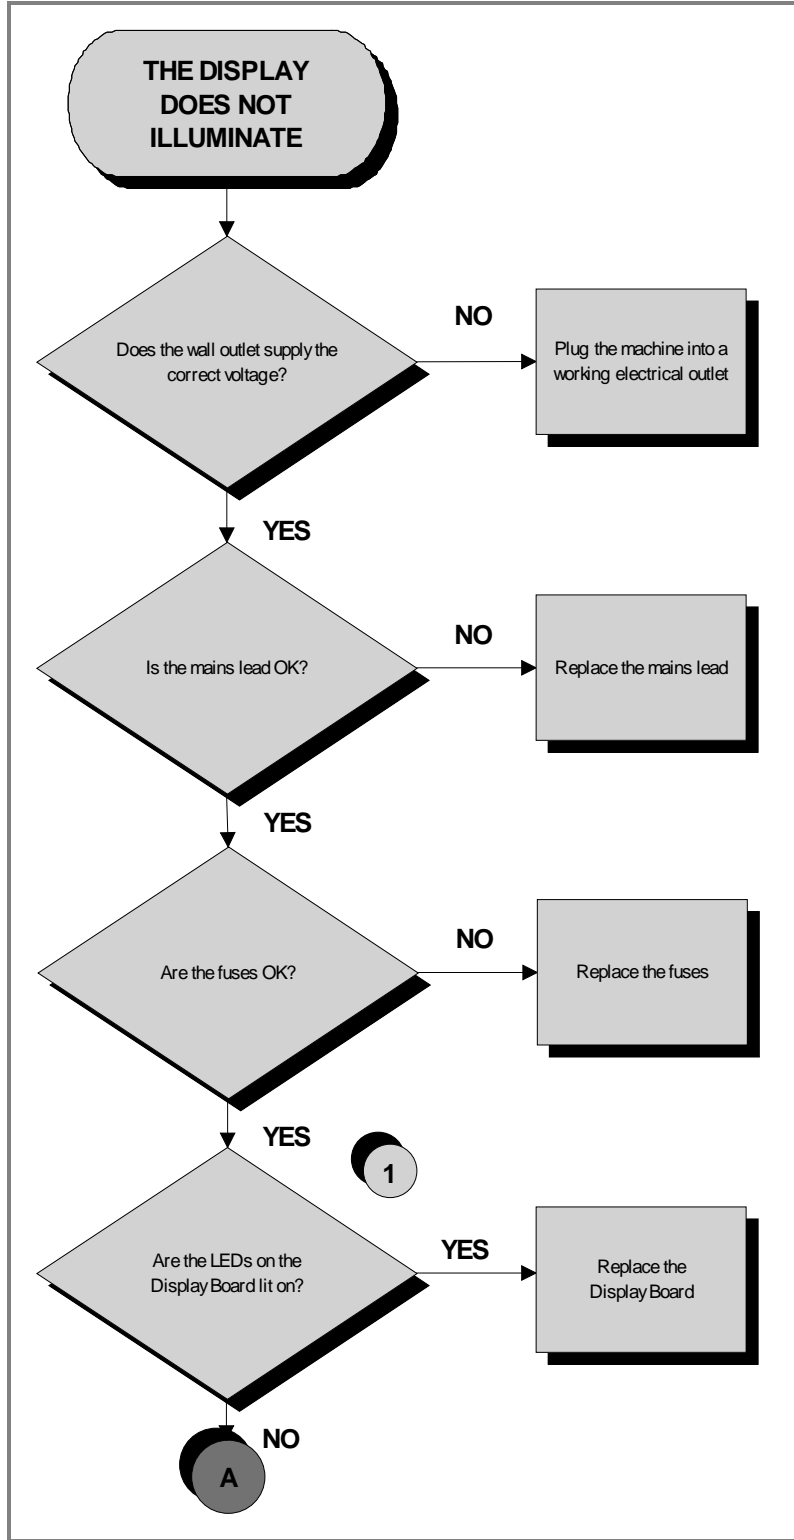 THE DISPLAY
DOES NOT
ILLUMINATE
Does the wall outlet supply the
correct voltage?
NO
Plug the machine into a
working electrical outlet
YES
Is the mains lead OK?
NO
Replace the mains lead
YES
Are the fuses OK?
NO
Replace the fuses
YES
1
Are the LEDs on the
Display Board lit on?
YES
Replace the
Display Board
NO
A